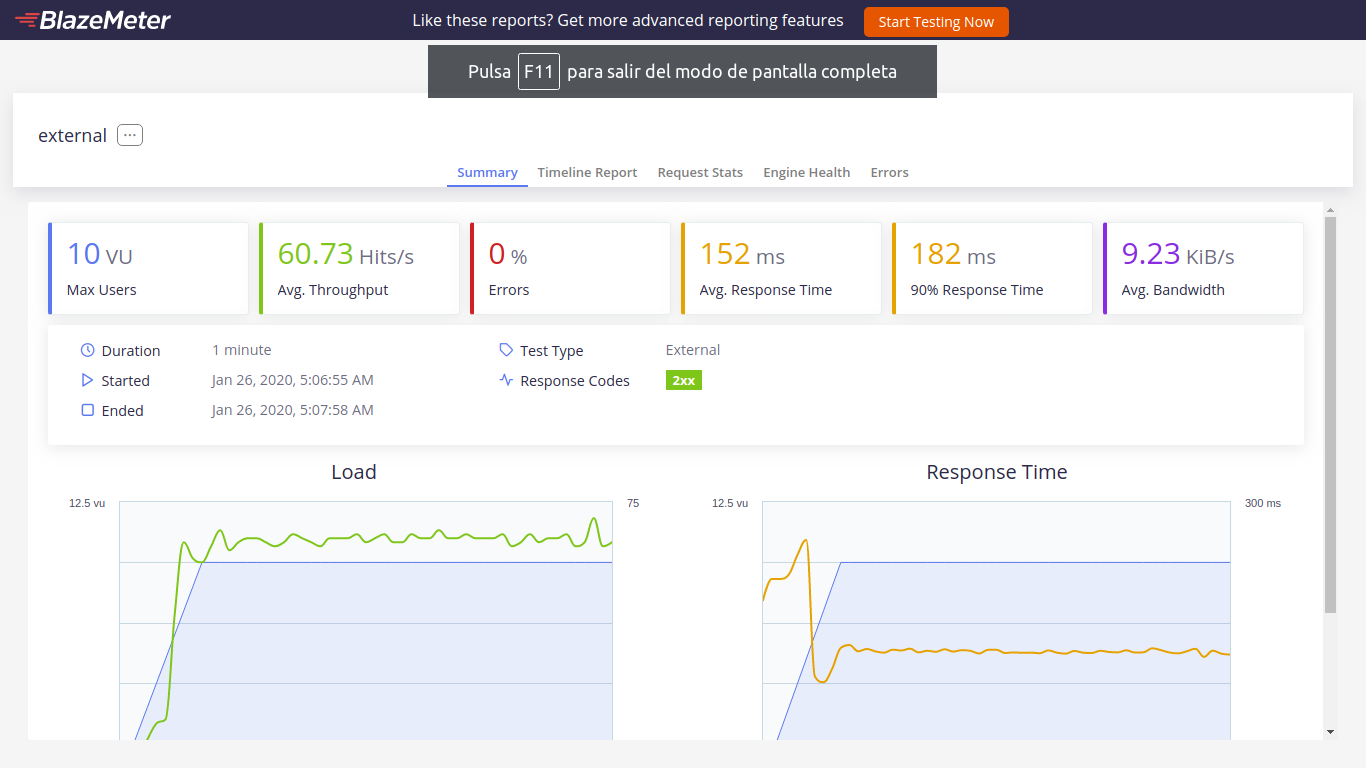 BlazeMeter
Like these reports? Get more advanced reporting features
Start Testing Now
Pulsa F11 para salir del modo de pantalla completa
external
Summary Timeline Report Request Stats Engine Health Errors
10 VU
Max Users
60.73 Hits/s
Avg. Throughput
0 %
Errors
152 ms
Avg. Response Time
182 ms
90% Response Time
9.23 KiB/s
Avg. Bandwidth
Duration 1 minute
Started Jan 26, 2020, 5:06:55 AM
Ended Jan 26, 2020, 5:07:58 AM
Test Type External
Response Codes 2xx
Load
12.5 vu 75
Response Time
12.5 vu 300 ms